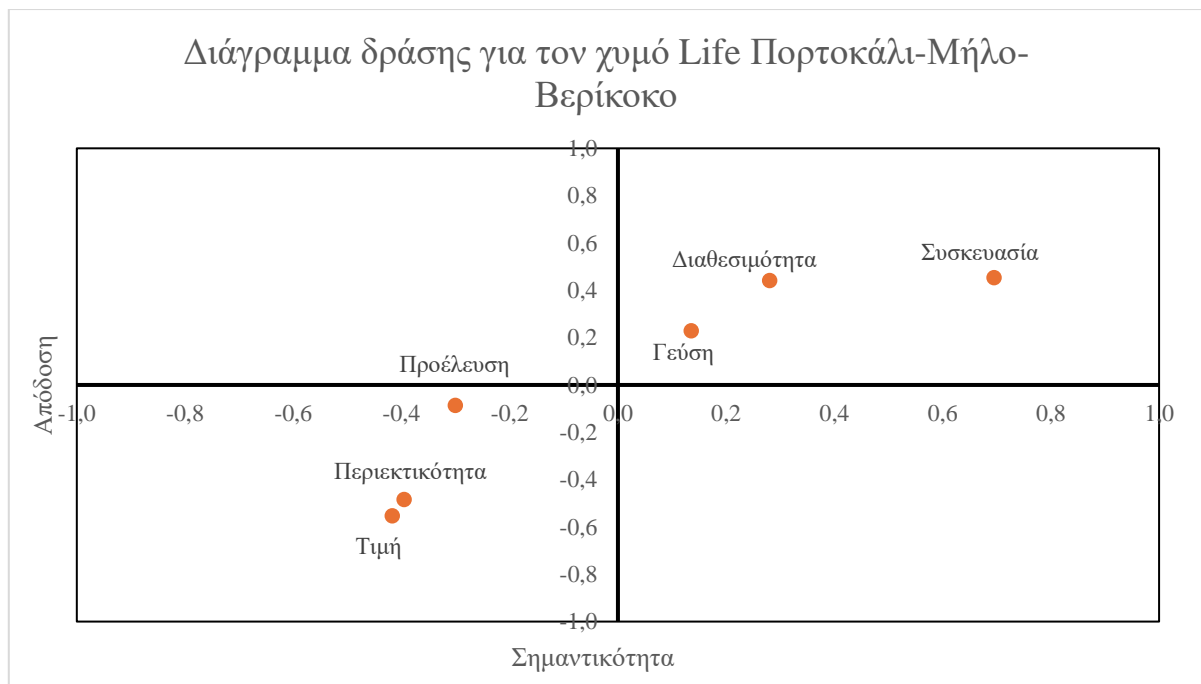 Διάγραμμα δράσης για τον χυμό Life Πορτοκάλι-Μήλο-
Βερίκοκο
1,0
0,8
0,6
Διαθεσιμότητα
Συσκευασία
0,4
0,2
Γεύση
Προέλευση
Απόδοση
0,0
-1,0 -0,8 -0,6 -0,4 -0,2 0,0 0,2 0,4 0,6 0,8 1,0
-0,2
Περιεκτικότητα
-0,4
-0,6
Τιμή
-0,8
-1,0
Σημαντικότητα